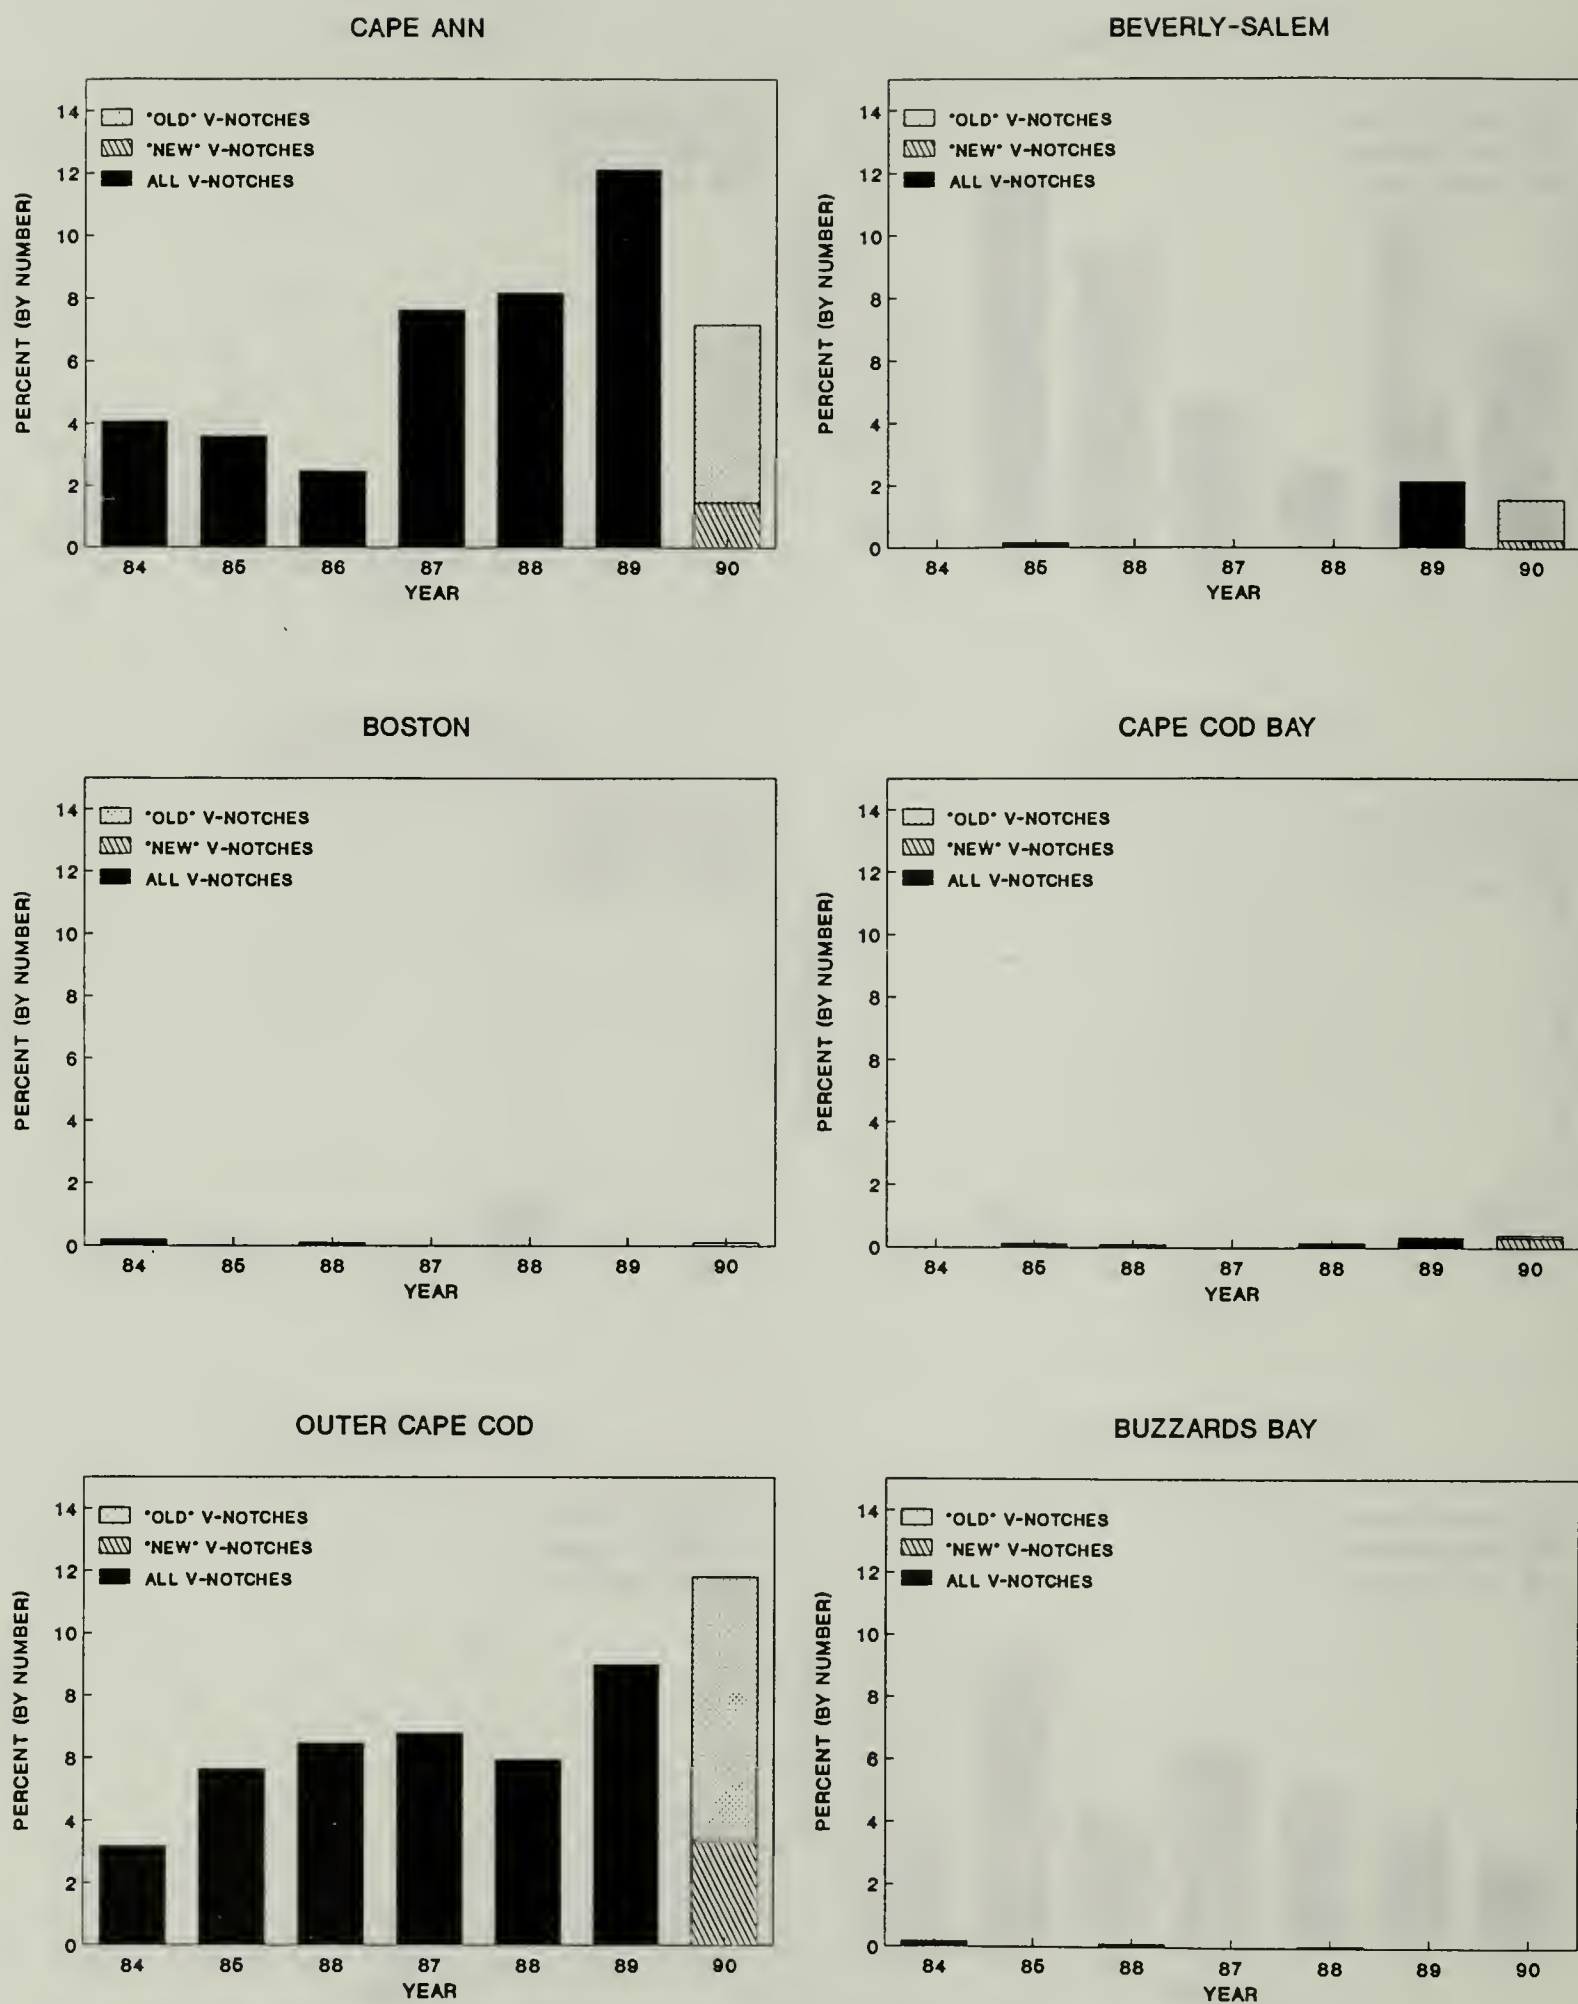 CAPE ANN
PERCENT (BY NUMBER)
14
12
10
8
6
4
2
0
"OLD" V-NOTCHES
"NEW" V-NOTCHES
ALL V-NOTCHES
84 85 86 87 88 89 90
YEAR
BEVERLY-SALEM
PERCENT (BY NUMBER)
14
12
10
8
6
4
2
0
"OLD" V-NOTCHES
"NEW" V-NOTCHES
ALL V-NOTCHES
84 85 86 87 88 89 90
YEAR
BOSTON
PERCENT (BY NUMBER)
14
12
10
8
6
4
2
0
"OLD" V-NOTCHES
"NEW" V-NOTCHES
ALL V-NOTCHES
84 85 86 87 88 89 90
YEAR
CAPE COD BAY
PERCENT (BY NUMBER)
14
12
10
8
6
4
2
0
"OLD" V-NOTCHES
"NEW" V-NOTCHES
ALL V-NOTCHES
84 85 86 87 88 89 90
YEAR
OUTER CAPE COD
PERCENT (BY NUMBER)
14
12
10
8
6
4
2
0
"OLD" V-NOTCHES
"NEW" V-NOTCHES
ALL V-NOTCHES
84 85 86 87 88 89 90
YEAR
BUZZARDS BAY
PERCENT (BY NUMBER)
14
12
10
8
6
4
2
0
"OLD" V-NOTCHES
"NEW" V-NOTCHES
ALL V-NOTCHES
84 85 86 87 88 89 90
YEAR